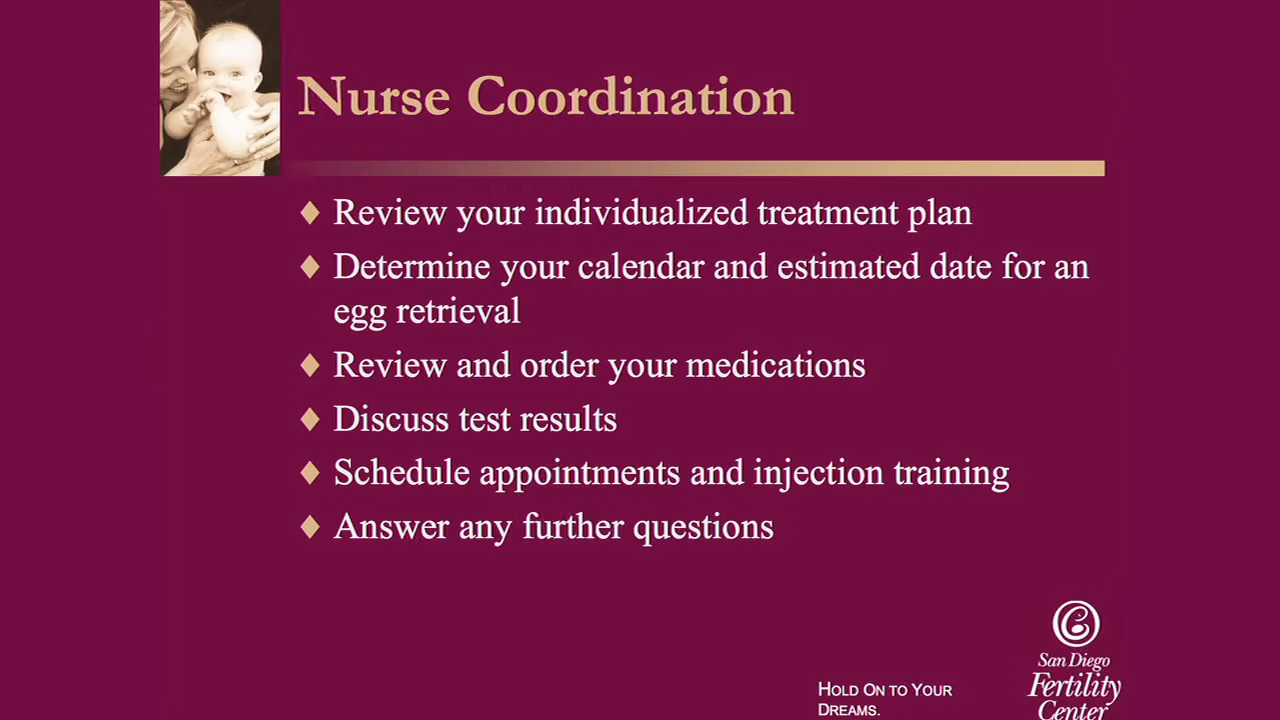 Nurse Coordination
Review your individualized treatment plan
Determine your calendar and estimated date for an
egg retrieval
Review and order your medications
Discuss test results
Schedule appointments and injection training
Answer any further questions
HOLD ON TO YOUR
DREAMS.
San Diego
Fertility
Center